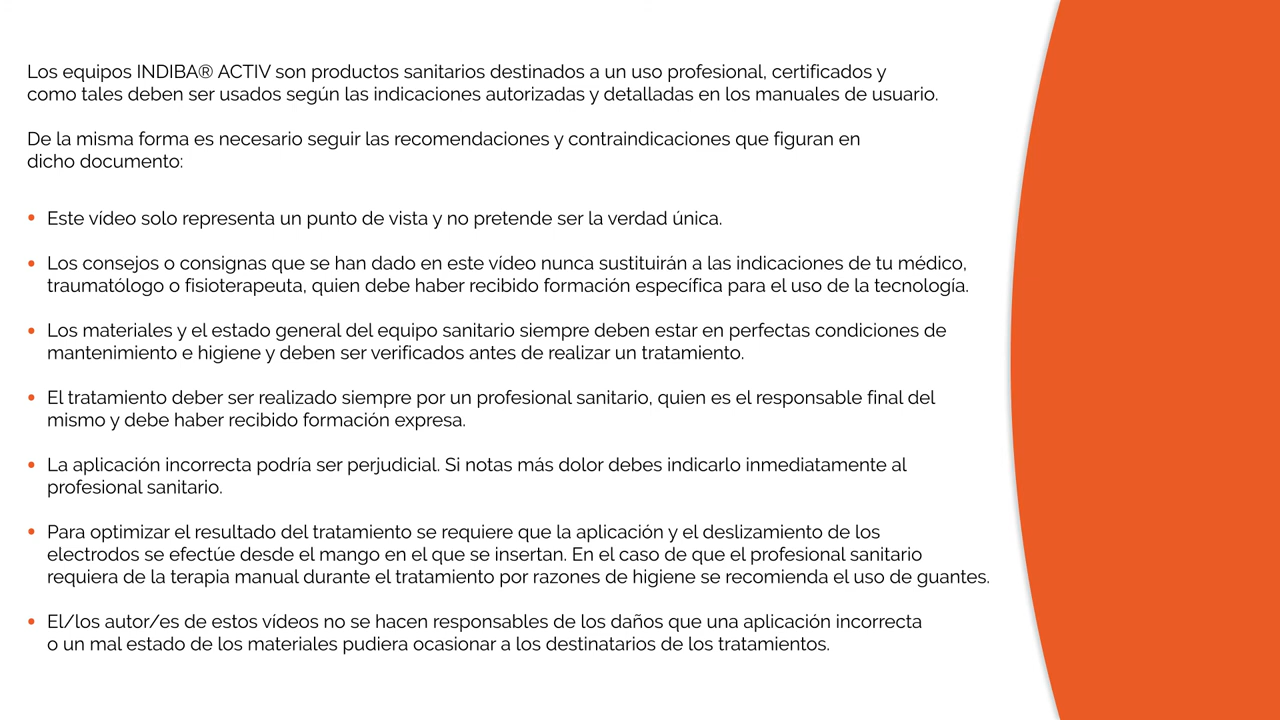 Los equipos INDIBA® ACTIV son productos sanitarios destinados a un uso profesional, certificados y
como tales deben ser usados según las indicaciones autorizadas y detalladas en los manuales de usuario.
De la misma forma es necesario seguir las recomendaciones y contraindicaciones que figuran en
dicho documento:
• Este vídeo solo representa un punto de vista y no pretende ser la verdad única.
• Los consejos o consignas que se han dado en este vídeo nunca sustituirán a las indicaciones de tu médico,
traumatólogo o fisioterapeuta, quien debe haber recibido formación específica para el uso de la tecnología.
• Los materiales y el estado general del equipo sanitario siempre deben estar en perfectas condiciones de
mantenimiento e higiene y deben ser verificados antes de realizar un tratamiento.
• El tratamiento deber ser realizado siempre por un profesional sanitario, quien es el responsable final del
mismo y debe haber recibido formación expresa.
• La aplicación incorrecta podría ser perjudicial. Si notas más dolor debes indicarlo inmediatamente al
profesional sanitario.
• Para optimizar el resultado del tratamiento se requiere que la aplicación y el deslizamiento de los
electrodos se efectúe desde el mango en el que se insertan. En el caso de que el profesional sanitario
requiera de la terapia manual durante el tratamiento por razones de higiene se recomienda el uso de guantes.
• El/los autor/es de estos vídeos no se hacen responsables de los daños que una aplicación incorrecta
o un mal estado de los materiales pudiera ocasionar a los destinatarios de los tratamientos.